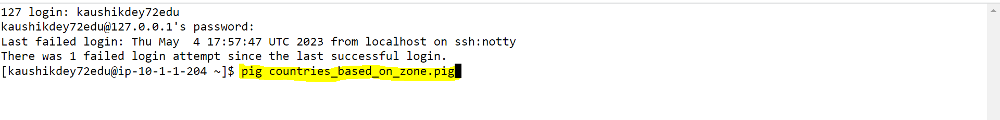 127 login: kaushikdey72edu
kaushikdey72edu@127.0.0.1's password:
Last failed login: Thu May  4 17:57:47 UTC 2023 from localhost on ssh:notty
There was 1 failed login attempt since the last successful login.
[kaushikdey72edu@ip-10-1-1-204 ~]$ pig countries_based_on_zone.pig